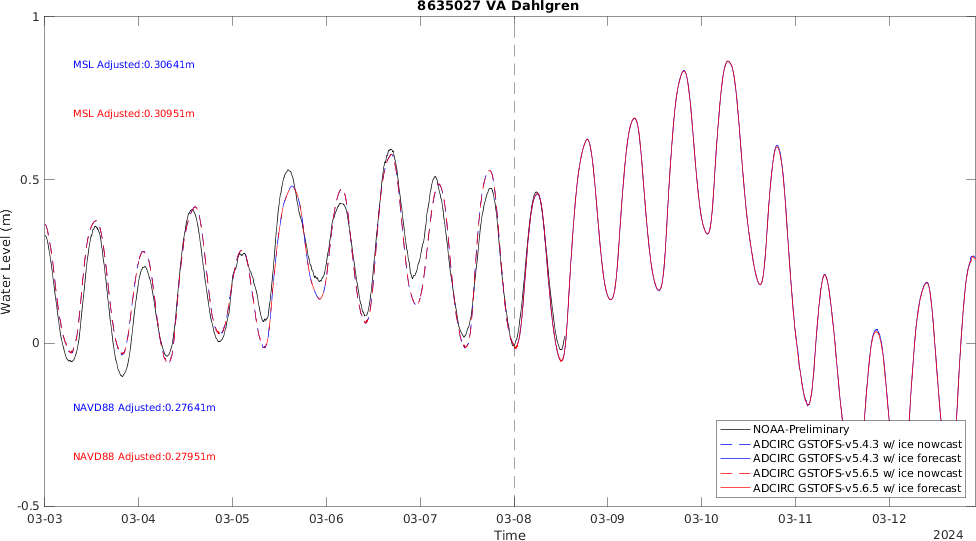 8635027 VA Dahlgren
1
0.5
0
-0.5
Water Level (m)
MSL Adjusted:0.30641m
MSL Adjusted:0.30951m
NAVD88 Adjusted:0.27641m
NAVD88 Adjusted:0.27951m
NOAA-Preliminary
ADCIRC GSTOFS-v5.4.3 w/ ice nowcast
ADCIRC GSTOFS-v5.4.3 w/ ice forecast
ADCIRC GSTOFS-v5.6.5 w/ ice nowcast
ADCIRC GSTOFS-v5.6.5 w/ ice forecast
03-03 03-04 03-05 03-06 03-07 03-08 03-09 03-10 03-11 03-12
Time
2024